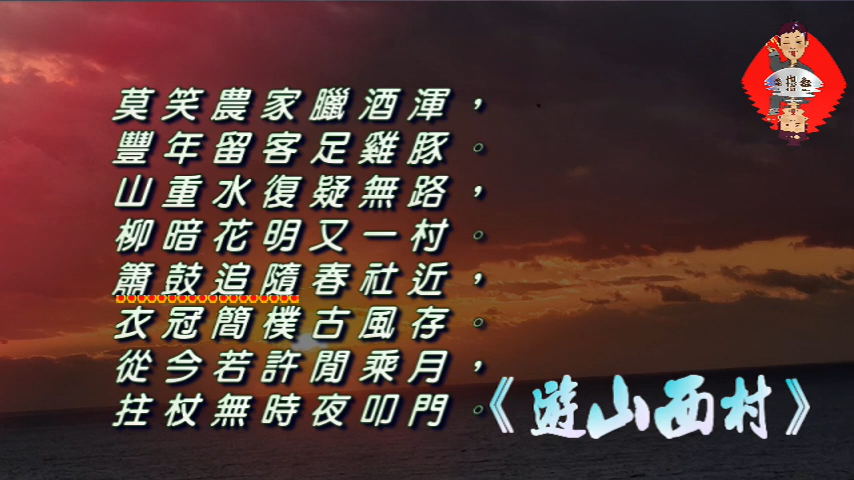 莫笑農家臘酒渾，
豐年留客足雞豚。
山重水復疑無路，
柳暗花明又一村。
簫鼓追隨春社近，
衣冠簡樸古風存。
從今若許閒乘月，
拄杖無時夜叩門。
《遊山西村》